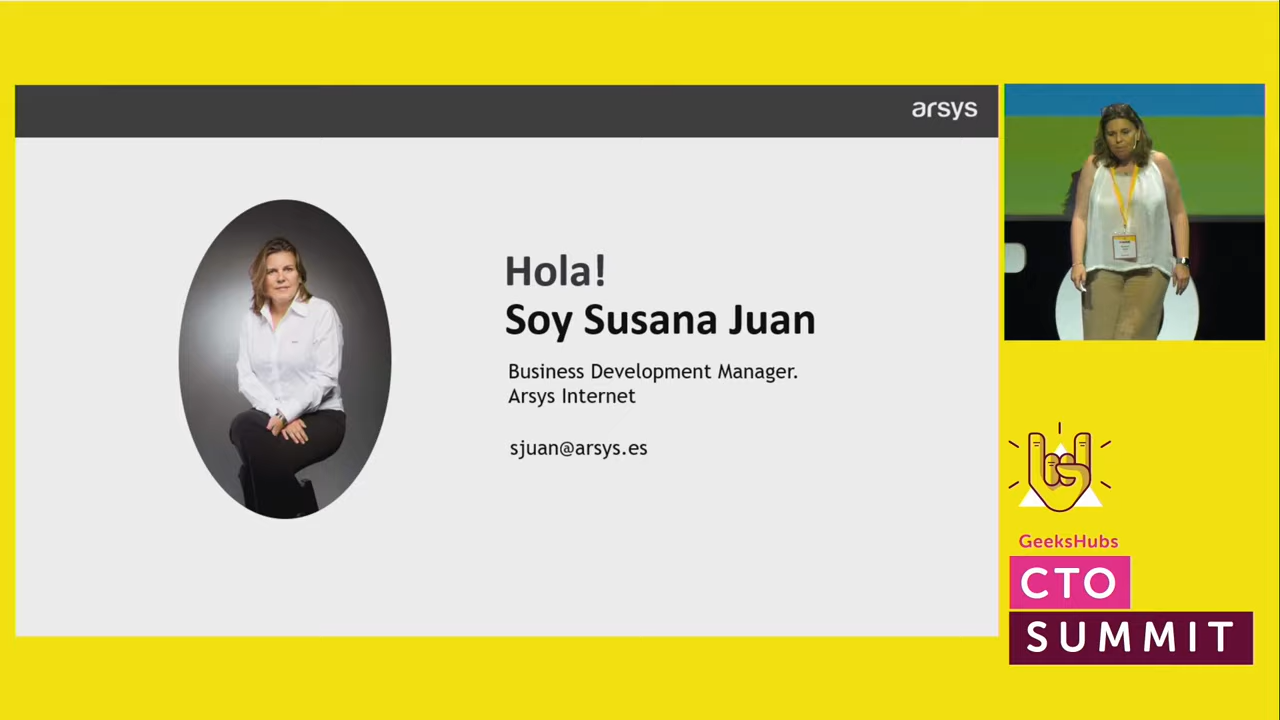 arsys
Hola!
Soy Susana Juan
Business Development Manager.
Arsys Internet
sjuan@arsys.es
GeeksHubs
CTO
SUMMIT